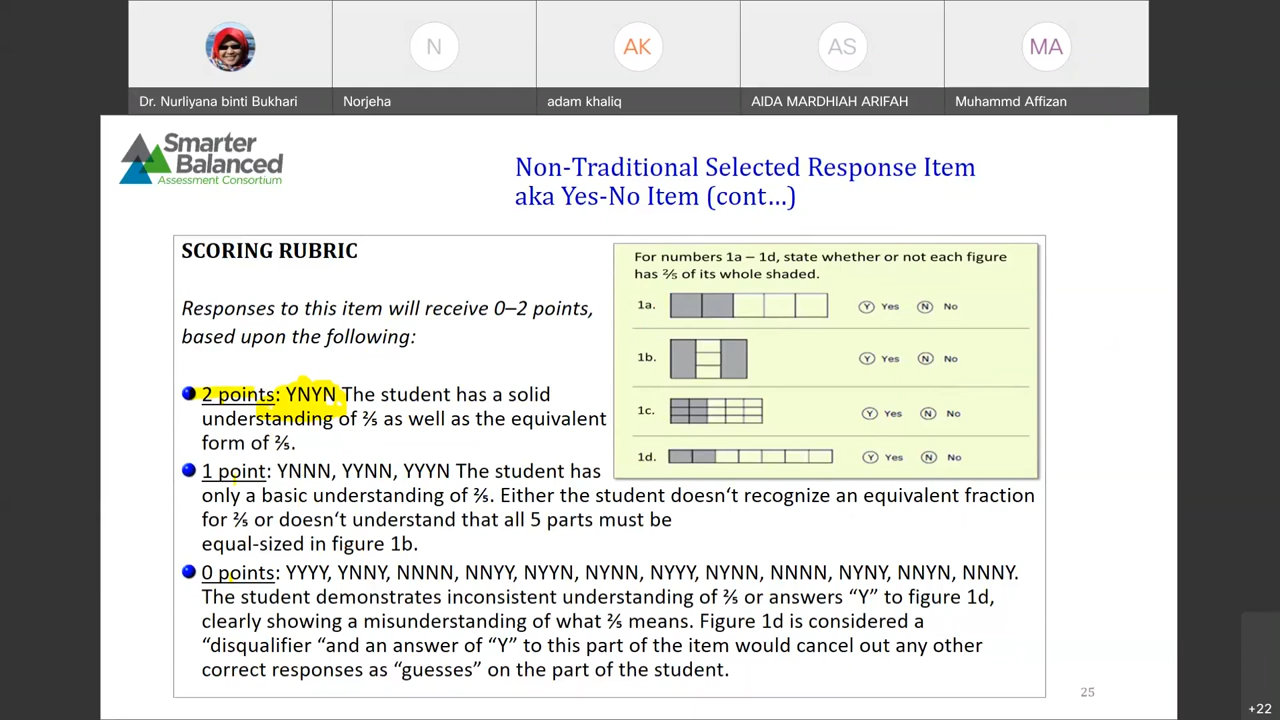 N
AK
AS
MA
Dr. Nurliyana binti Bukhari
Norjeha
adam khaliq
AIDA MARDHIAH ARIFAH
Muhammd Affizan
Smarter
Balanced
Assessment Consortium
Non-Traditional Selected Response Item
aka Yes-No Item (cont...)
SCORING RUBRIC
Responses to this item will receive 0–2 points,
based upon the following:
2 points: YNYN The student has a solid
understanding of ⅖ as well as the equivalent
form of ⅖.
1 point: YNNN, YYNN, YYYN The student has
only a basic understanding of ⅖. Either the student doesn‘t recognize an equivalent fraction
for ⅖ or doesn‘t understand that all 5 parts must be
equal-sized in figure 1b.
0 points: YYYY, YNNY, NNNN, NNYY, NYYN, NYNN, NYYY, NYNN, NNNN, NYNY, NNYN, NNNY.
The student demonstrates inconsistent understanding of ⅖ or answers “Y” to figure 1d,
clearly showing a misunderstanding of what ⅖ means. Figure 1d is considered a
“disqualifier “and an answer of “Y” to this part of the item would cancel out any other
correct responses as “guesses” on the part of the student.
For numbers 1a – 1d, state whether or not each figure
has ⅖ of its whole shaded.
1a. Y Yes N No
1b. Y Yes N No
1c. Y Yes N No
1d. Y Yes N No
25
+22